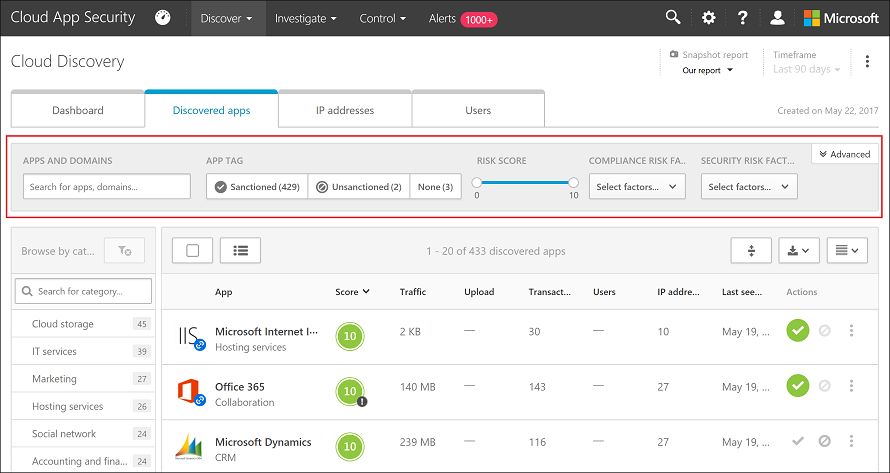 Cloud App Security
Discover
Investigate
Control
Alerts
1000+
?
Microsoft
Cloud Discovery
Snapshot report
Our report
Timeframe
Last 90 days
Dashboard
Discovered apps
IP addresses
Users
Created on May 22, 2017
APPS AND DOMAINS
Search for apps, domains...
APP TAG
Sanctioned (429)
Unsanctioned (2)
None (3)
RISK SCORE
0
10
COMPLIANCE RISK FA...
Select factors...
SECURITY RISK FACT...
Select factors...
Advanced
Browse by cat...
Search for category...
Cloud storage 45
IT services 39
Marketing 27
Hosting services 26
Social network 24
Accounting and fina... 24
1 - 20 of 433 discovered apps
App Score Traffic Upload Transact... Users IP addre... Last see... Actions
IIS Microsoft Internet I··· 10 2 KB — 30 — 10 May 19, ...
Hosting services
Office 365 10 140 MB — 143 — 27 May 19, ...
Collaboration
Microsoft Dynamics 10 239 MB — 116 — 27 May 19, ...
CRM